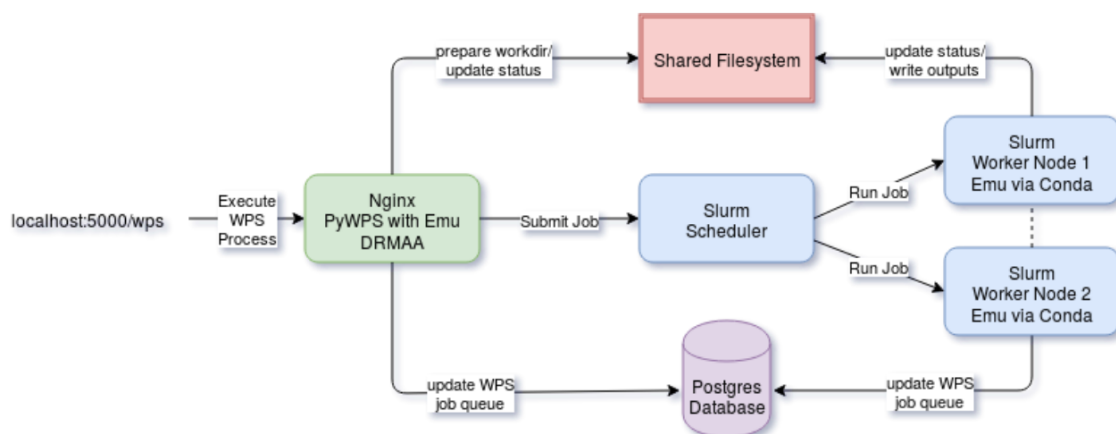 prepare workdir/
update status
Shared Filesystem
update status/
write outputs
Slurm
Worker Node 1
Emu via Conda
localhost:5000/wps
Execute
WPS
Process
Nginx
PyWPS with Emu
DRMAA
Submit Job
Slurm
Scheduler
Run Job
Run Job
Slurm
Worker Node 2
Emu via Conda
update WPS
job queue
Postgres
Database
update WPS
job queue